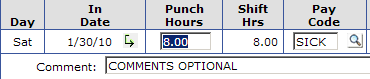 Day In Date Punch Hours Shift Hrs Pay Code
Sat 1/30/10 8.00 8.00 SICK
Comment: COMMENTS OPTIONAL